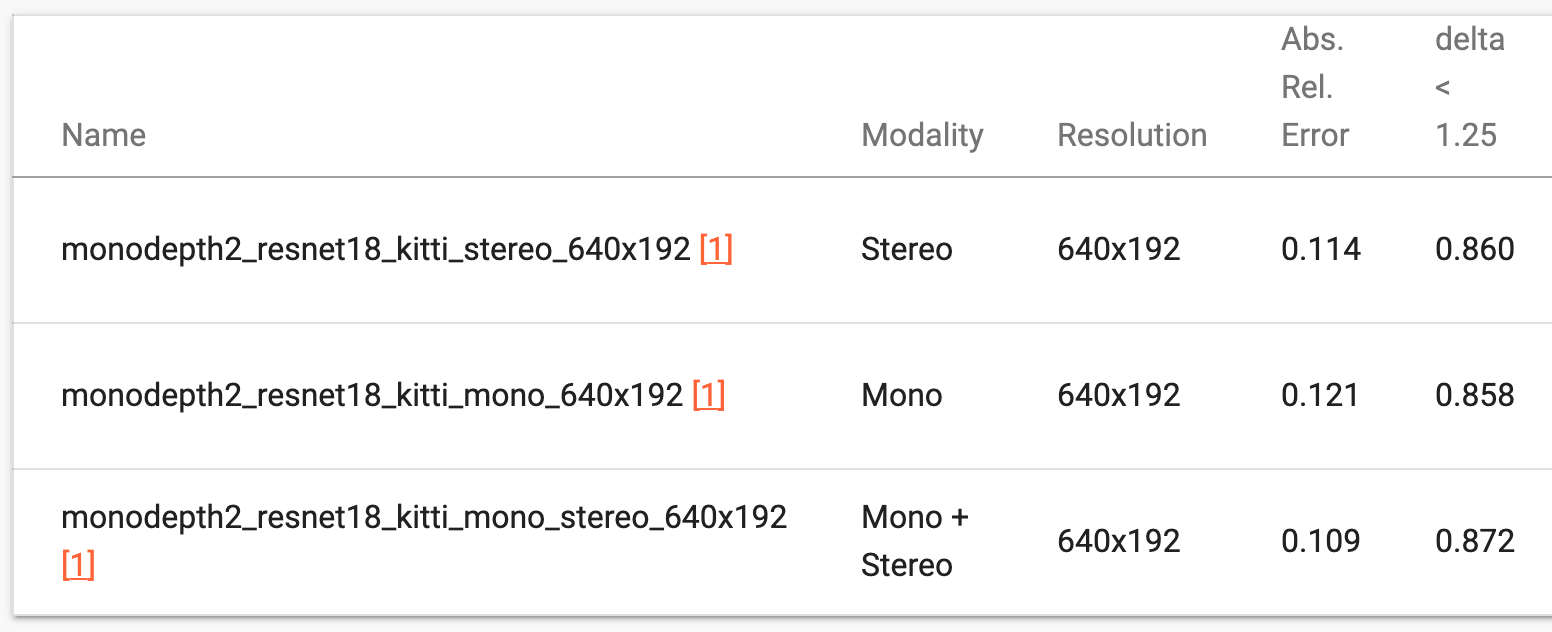 Name Modality Resolution Abs. Rel. Error delta < 1.25
monodepth2_resnet18_kitti_stereo_640x192 [1] Stereo 640x192 0.114 0.860
monodepth2_resnet18_kitti_mono_640x192 [1] Mono 640x192 0.121 0.858
monodepth2_resnet18_kitti_mono_stereo_640x192 [1] Mono + Stereo 640x192 0.109 0.872